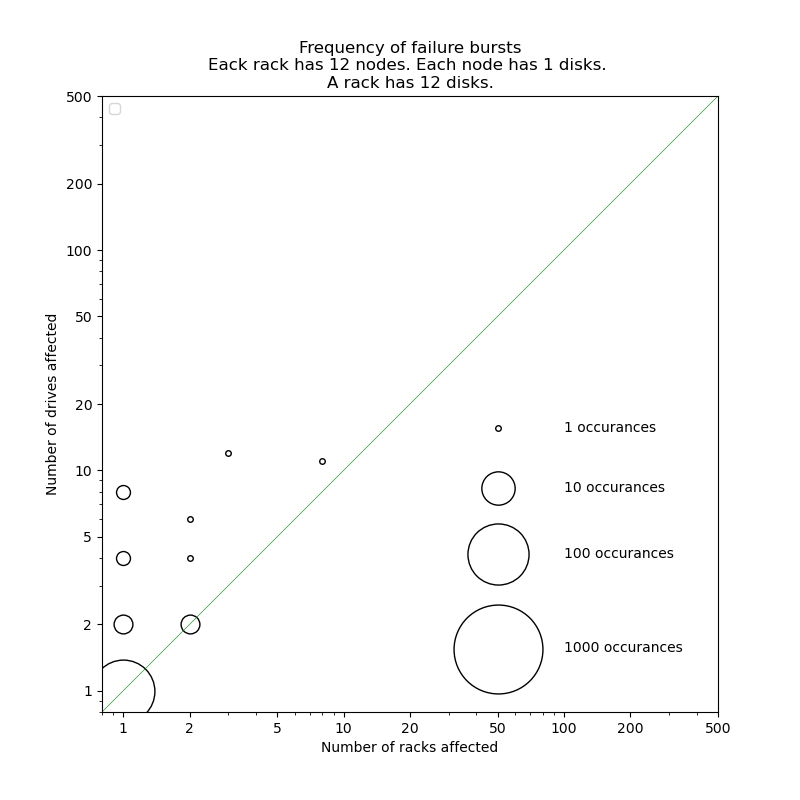 Frequency of failure bursts
Eack rack has 12 nodes. Each node has 1 disks.
A rack has 12 disks.
500
200
100
50
20
10
5
2
1
Number of drives affected
1 occurances
10 occurances
100 occurances
1000 occurances
1 2 5 10 20 50 100 200 500
Number of racks affected